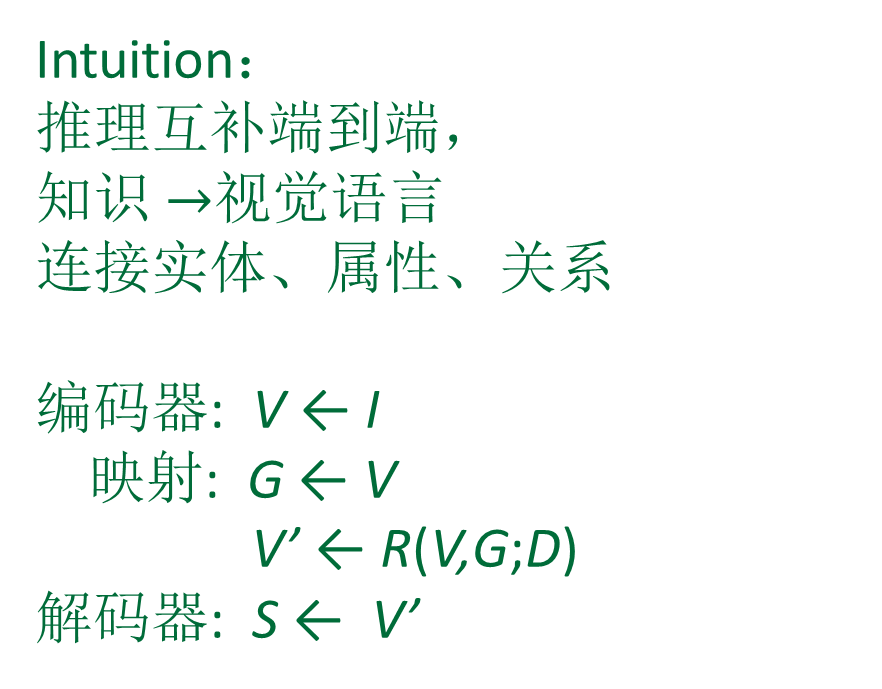 Intuition：
推理互补端到端，
知识 →视觉语言
连接实体、属性、关系
编码器: V ← I
映射: G ← V
V’ ← R(V,G;D)
解码器: S ← V’